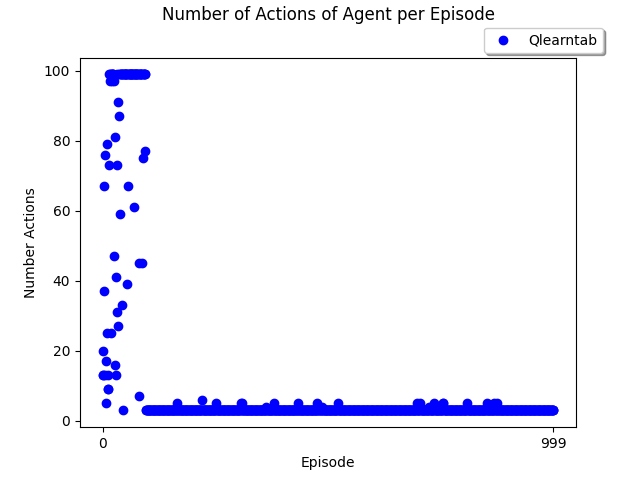 Number of Actions of Agent per Episode
Qlearntab
100
80
60
40
20
0
Number Actions
0
999
Episode